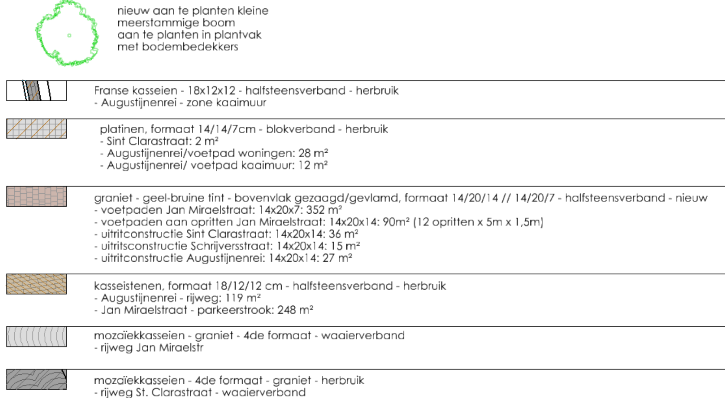 nieuw aan te planten kleine
meerstammige boom
aan te planten in plantvak
met bodembedekkers
Franse kasseien - 18x12x12 - halfsteensverband - herbruik
- Augustijnenrei - zone kaaimuur
platinen, formaat 14/14/7cm - blokverband - herbruik
- Sint Clarastraat: 2 m²
- Augustijnenrei/voetpad woningen: 28 m²
- Augustijnenrei/ voetpad kaaimuur: 12 m²
graniet - geel-bruine tint - bovenvlak gezaagd/gevlamd, formaat 14/20/14 // 14/20/7 - halfsteensverband - nieuw
- voetpaden Jan Miraelstraat: 14x20x7: 352 m²
- voetpaden aan opritten Jan Miraelstraat: 14x20x14: 90m² (12 opritten x 5m x 1,5m)
- uitritconstructie Sint Clarastraat: 14x20x14: 36 m²
- uitritsconstructie Schrijversstraat: 14x20x14: 15 m²
- uitritconstructie Augustijnenrei: 14x20x14: 27 m²
kasseistenen, formaat 18/12/12 cm - halfsteensverband - herbruik
- Augustijnenrei - rijweg: 119 m²
- Jan Miraelstraat - parkeerstrook: 248 m²
mozaïekkasseien - graniet - 4de formaat - waaierverband
- rijweg Jan Miraelstr
mozaïekkasseien - 4de formaat - graniet - herbruik
- rijweg St. Clarastraat - waaierverband